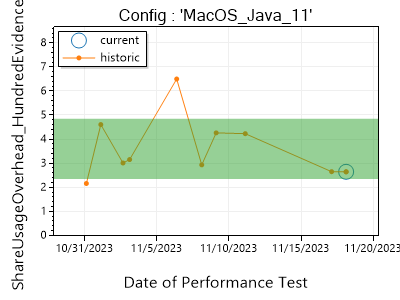 Config : 'MacOS_Java_11'
current
historic
ShareUsageOverhead_HundredEvidence
8
7
6
5
4
3
2
1
0
10/31/2023
11/5/2023
11/10/2023
11/15/2023
11/20/2023
Date of Performance Test